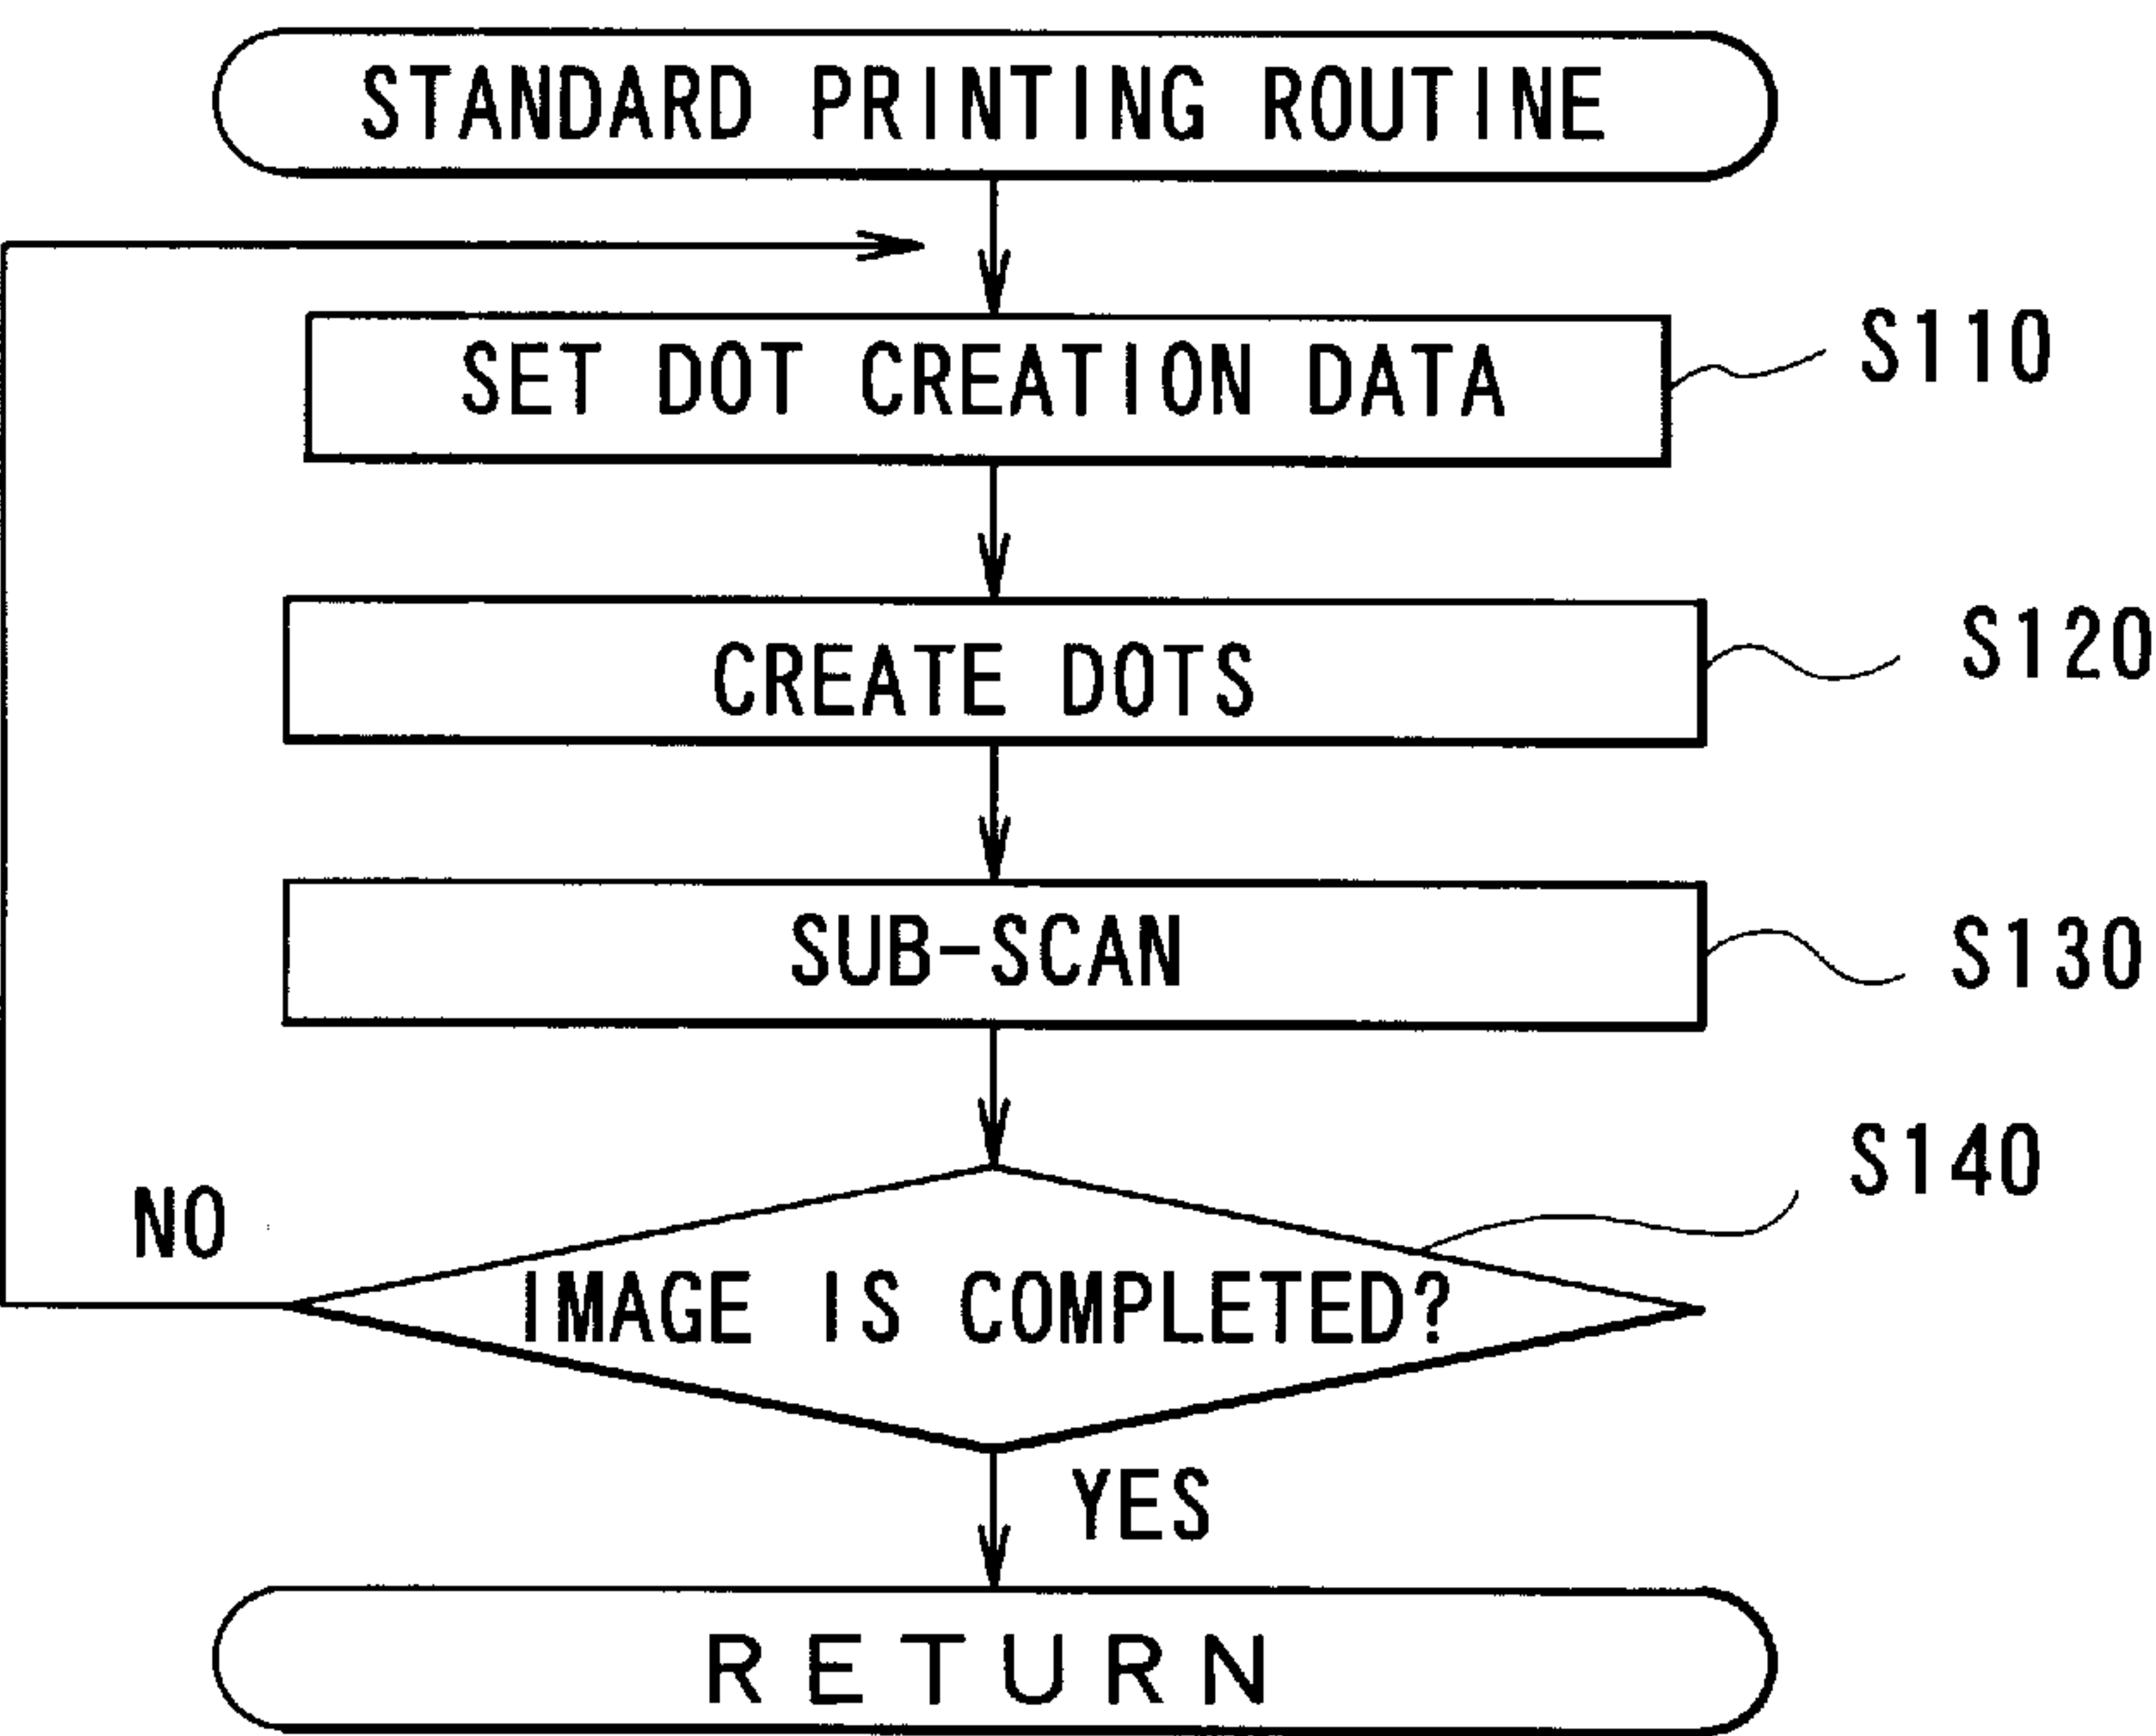 STANDARD PRINTING ROUTINE
SET DOT CREATION DATA
S110
CREATE DOTS
S120
SUB-SCAN
S130
S140
NO
IMAGE IS COMPLETED?
YES
RETURN